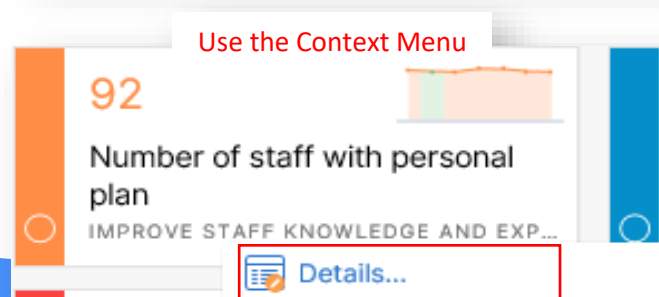 Use the Context Menu
92
Number of staff with personal
plan
IMPROVE STAFF KNOWLEDGE AND EXP...
Details...